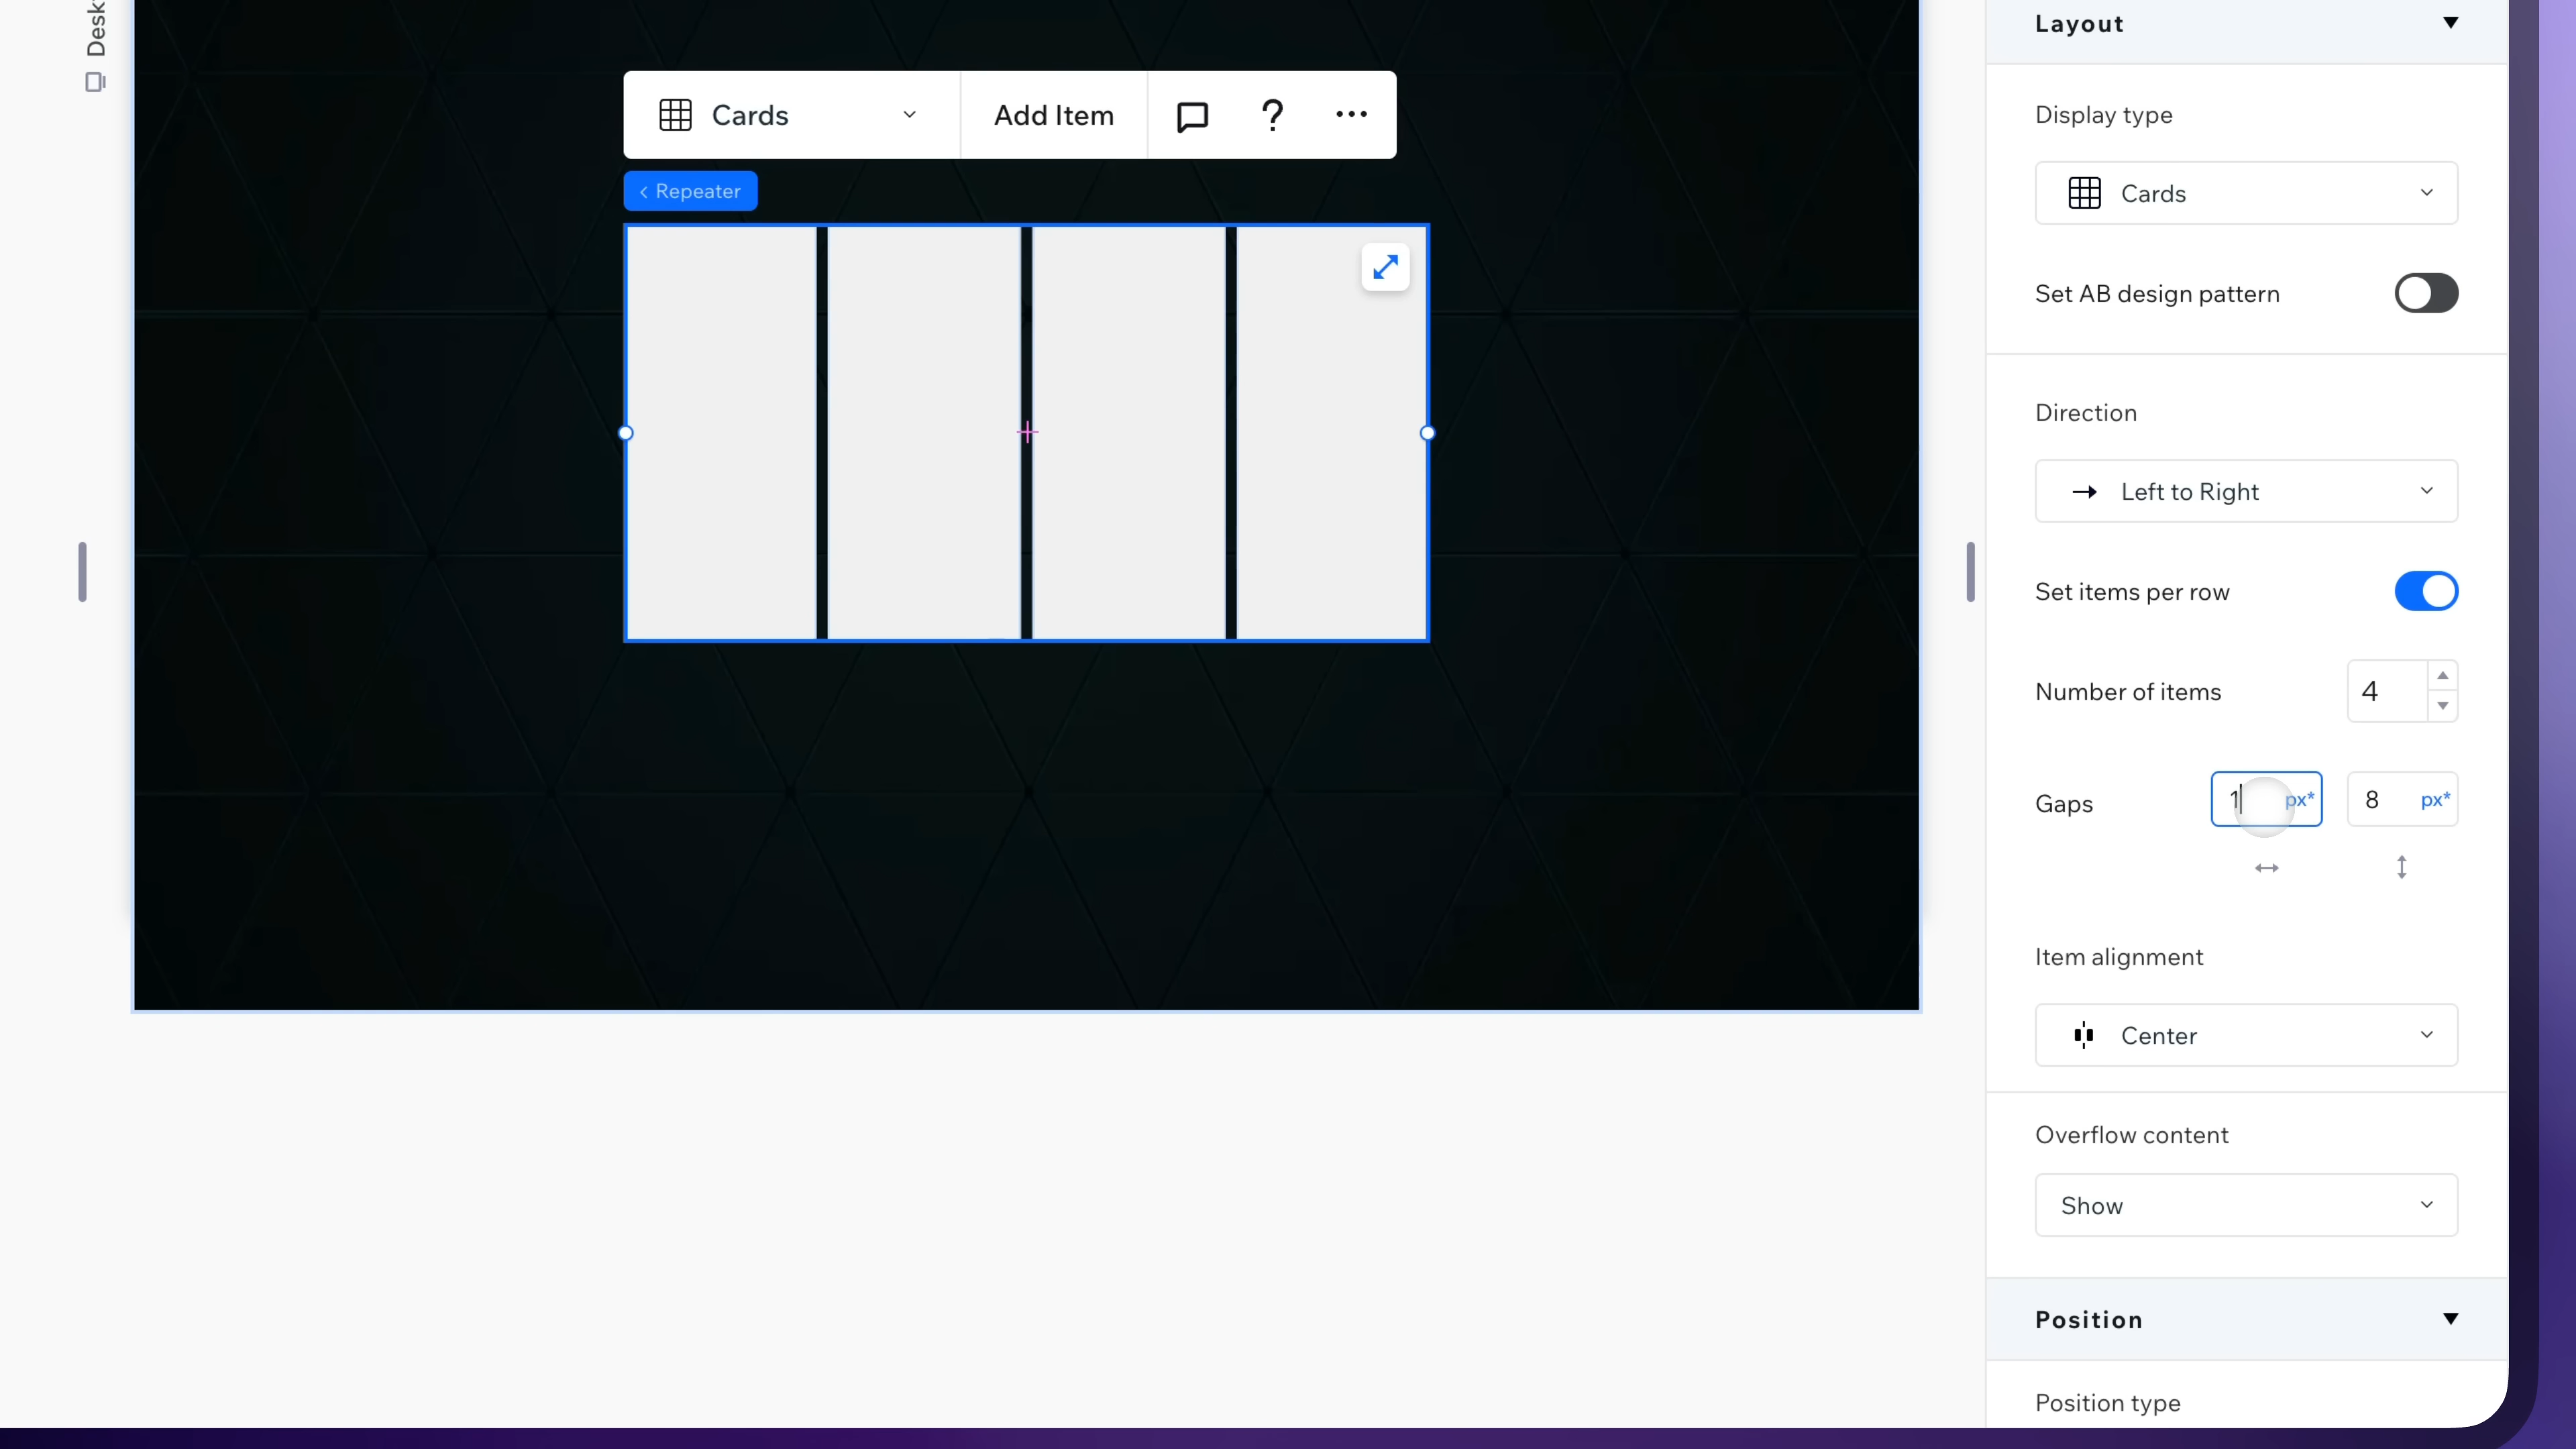 Desk
Cards
Add Item
?
Repeater
Layout
Display type
Cards
Set AB design pattern
Direction
Left to Right
Set items per row
Number of items
4
Gaps
1
px*
8
px*
Item alignment
Center
Overflow content
Show
Position
Position type